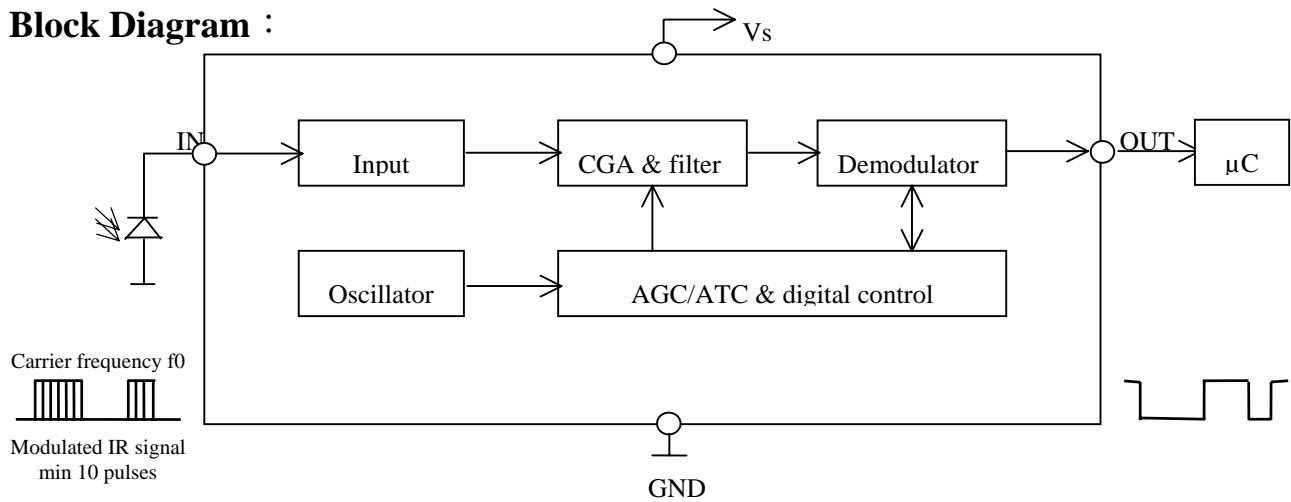 Block Diagram：
Vs
IN
Input
CGA & filter
Demodulator
OUT
µC
Oscillator
AGC/ATC & digital control
Carrier frequency f0
Modulated IR signal
min 10 pulses
GND